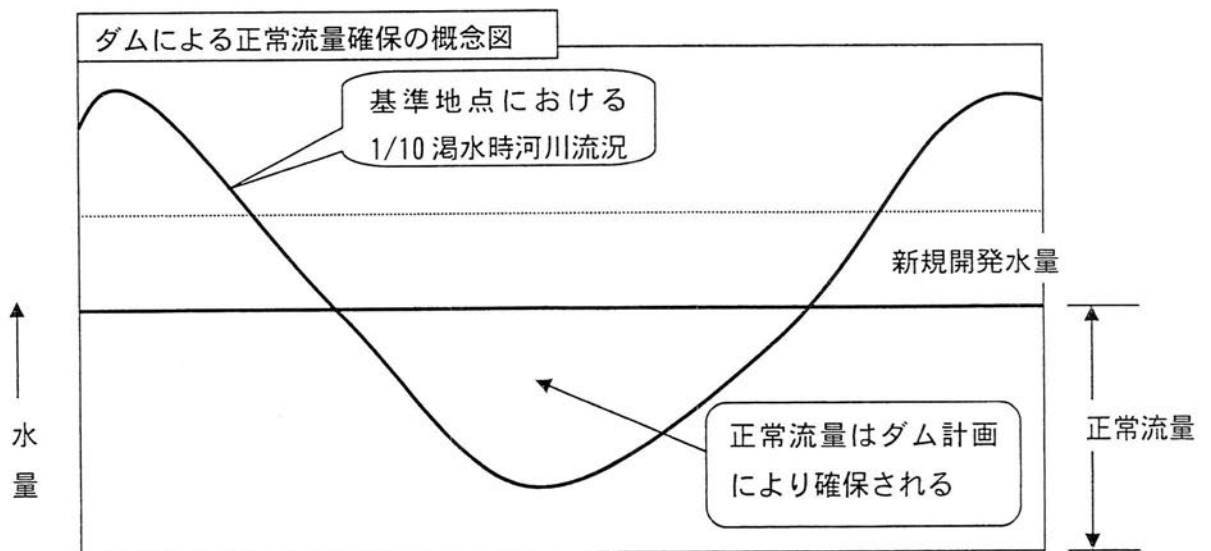 ダムによる正常流量確保の概念図
基準地点における
1/10渇水時河川流況
新規開発水量
水量
正常流量はダム計画
により確保される
正常流量